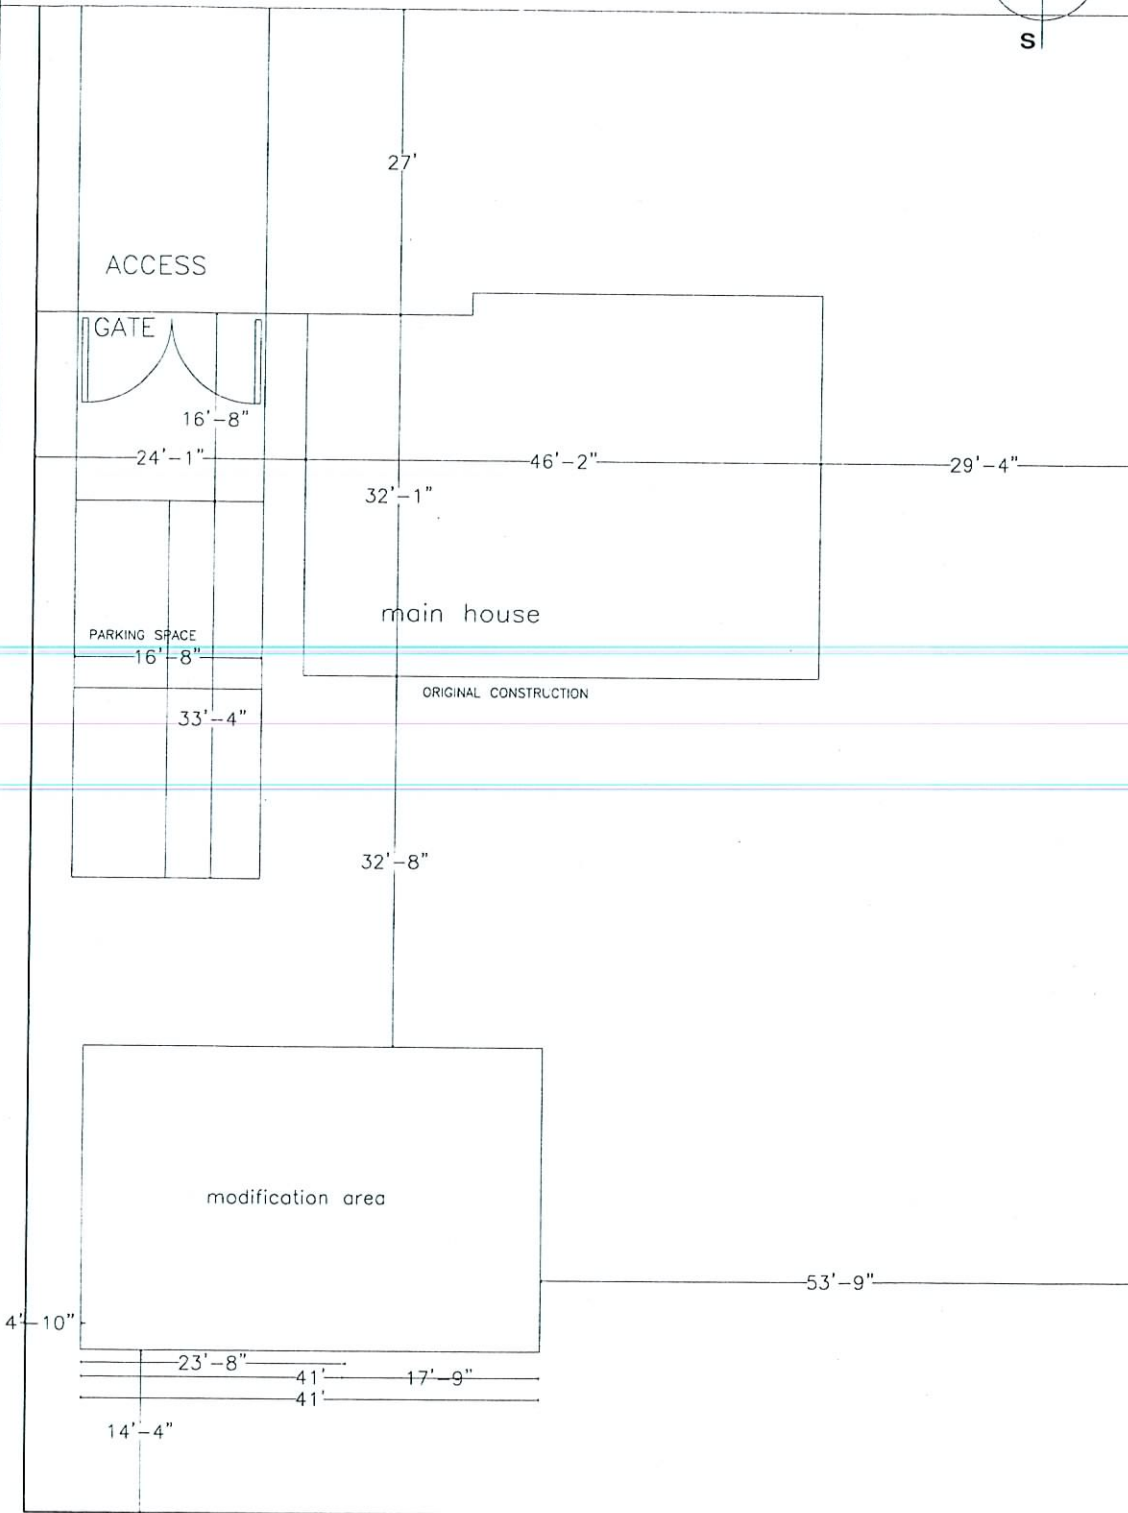 S
27'
ACCESS
GATE
16'-8"
24'-1"
46'-2"
29'-4"
32'-1"
main house
PARKING SPACE
16'-8"
ORIGINAL CONSTRUCTION
33'-4"
32'-8"
modification area
53'-9"
4'-10"
23'-8"
41'
17'-9"
41'
14'-4"